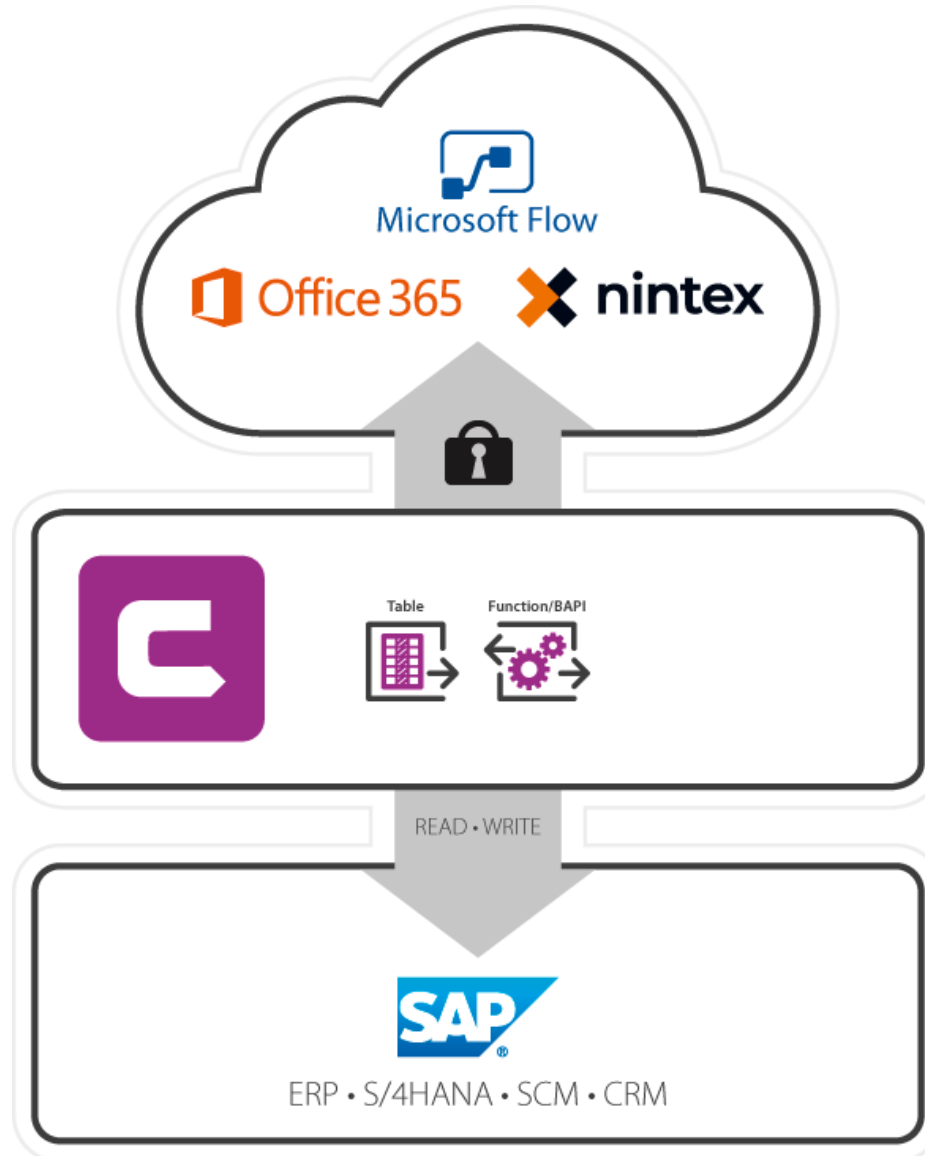 Microsoft Flow
Office 365
nintex
Table
Function/BAPI
READ • WRITE
SAP®
ERP • S/4HANA • SCM • CRM